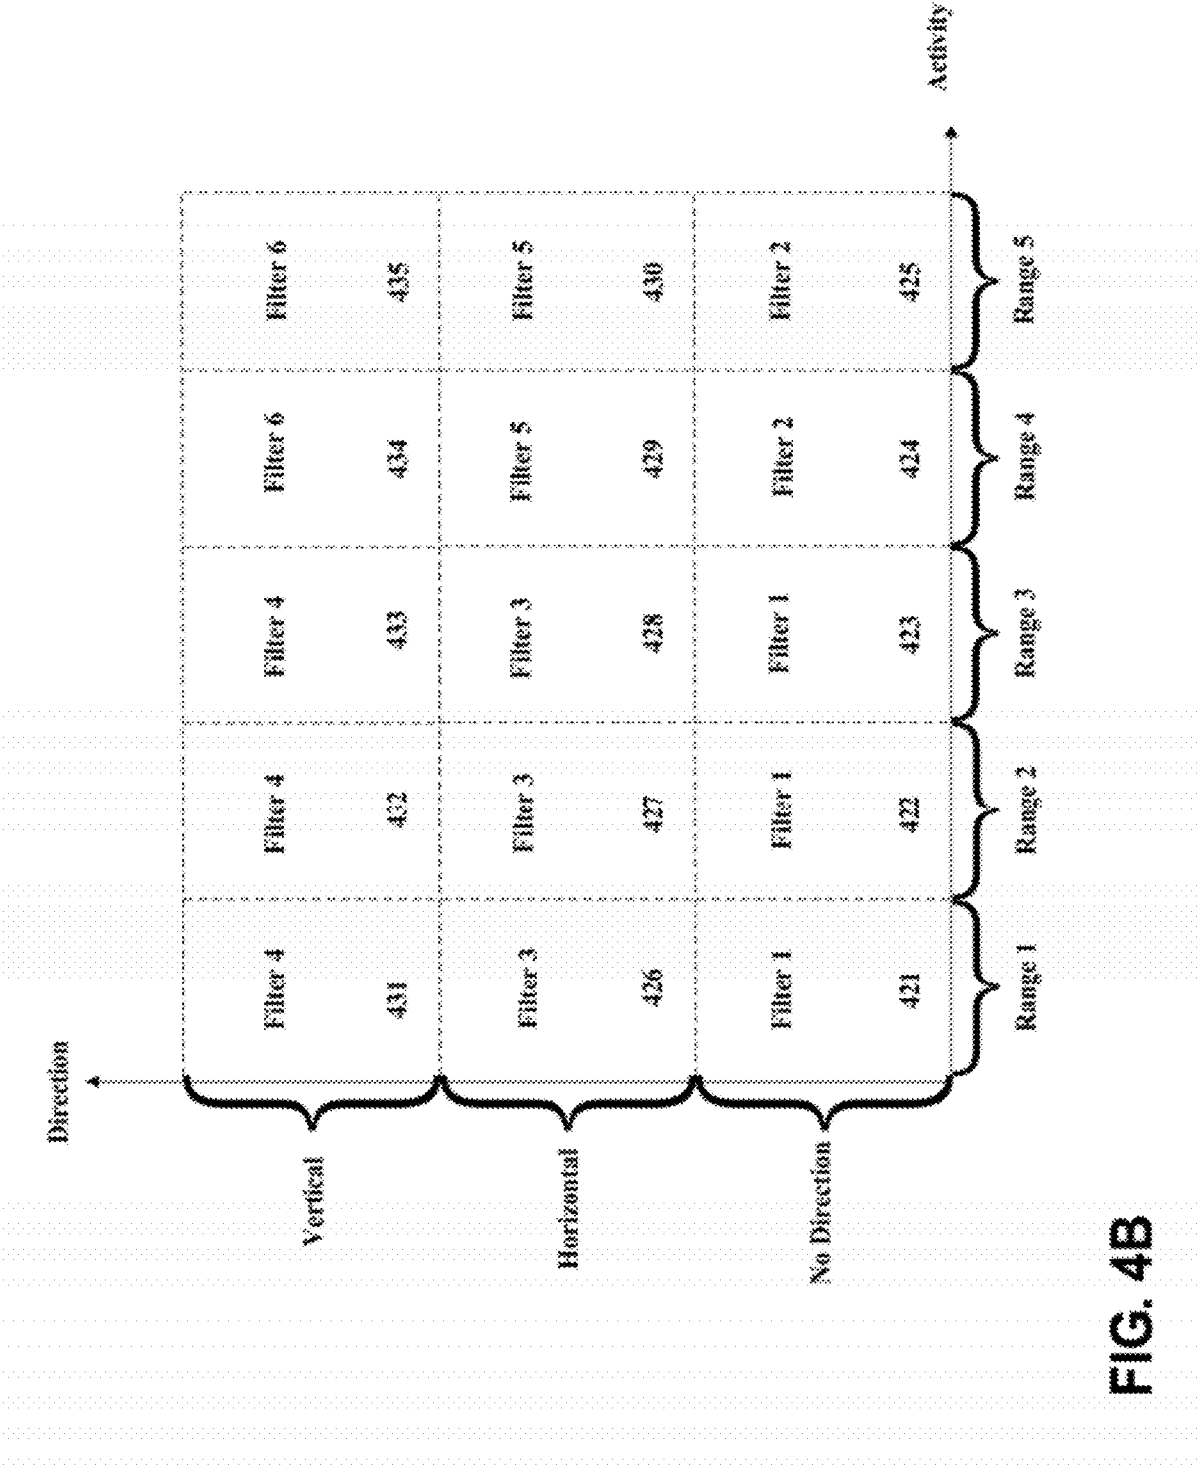 Direction
Vertical
Filter 4
Filter 4
Filter 4
Filter 6
Filter 6
431
432
433
434
435
Horizontal
Filter 3
Filter 3
Filter 3
Filter 5
Filter 5
426
427
428
429
430
No Direction
Filter 1
Filter 1
Filter 1
Filter 2
Filter 2
421
422
423
424
425
Activity
Range 1
Range 2
Range 3
Range 4
Range 5
FIG. 4B